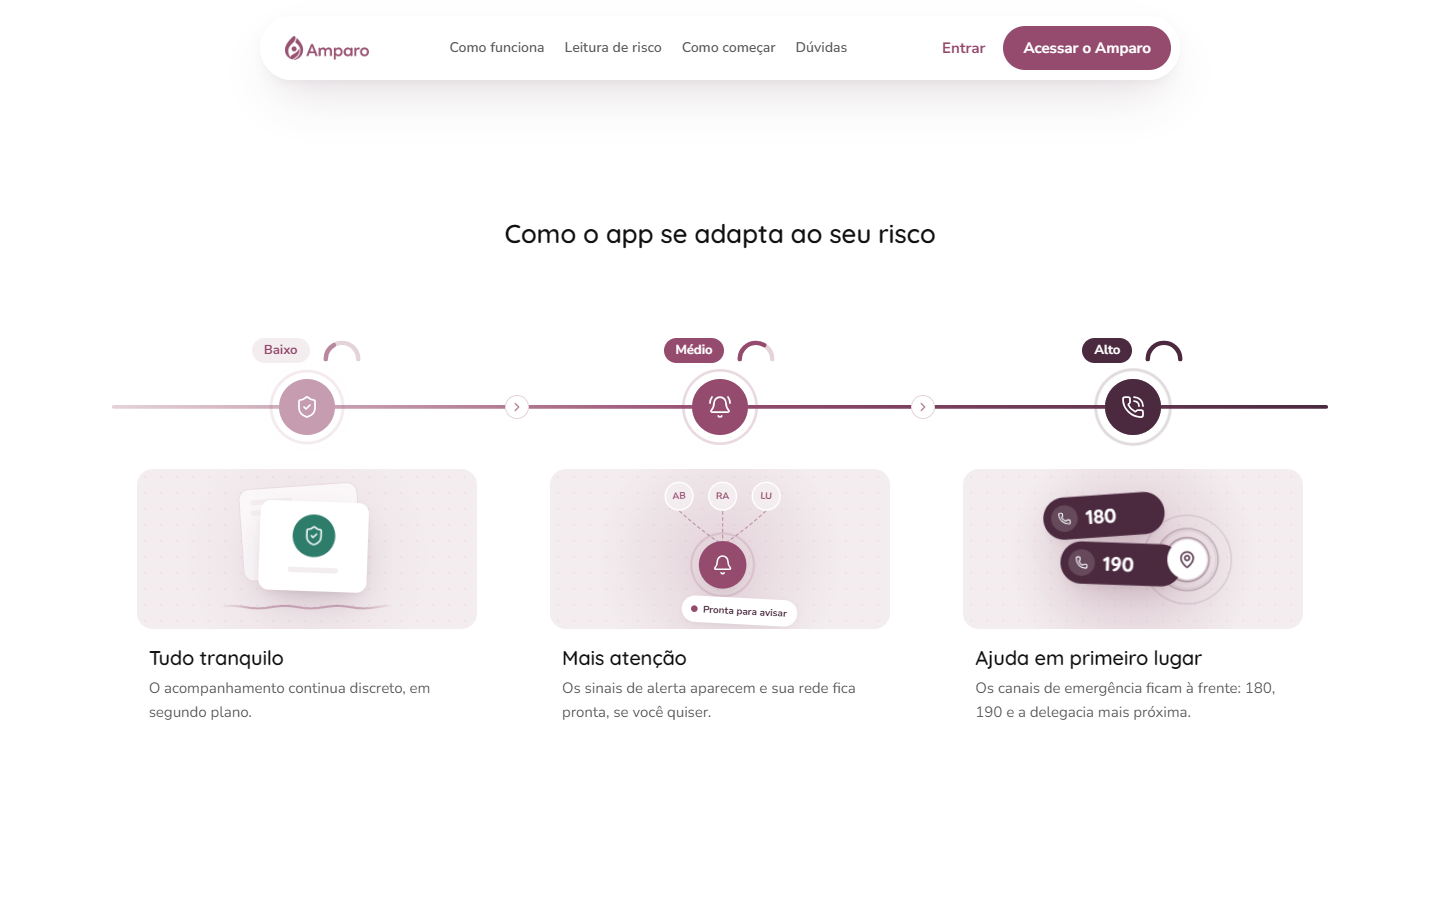 Amparo
Como funciona
Leitura de risco
Como começar
Dúvidas
Entrar
Acessar o Amparo
Como o app se adapta ao seu risco
Baixo
Médio
Alto
AB
RA
LU
Pronta para avisar
180
190
Tudo tranquilo
O acompanhamento continua discreto, em
segundo plano.
Mais atenção
Os sinais de alerta aparecem e sua rede fica
pronta, se você quiser.
Ajuda em primeiro lugar
Os canais de emergência ficam à frente: 180,
190 e a delegacia mais próxima.